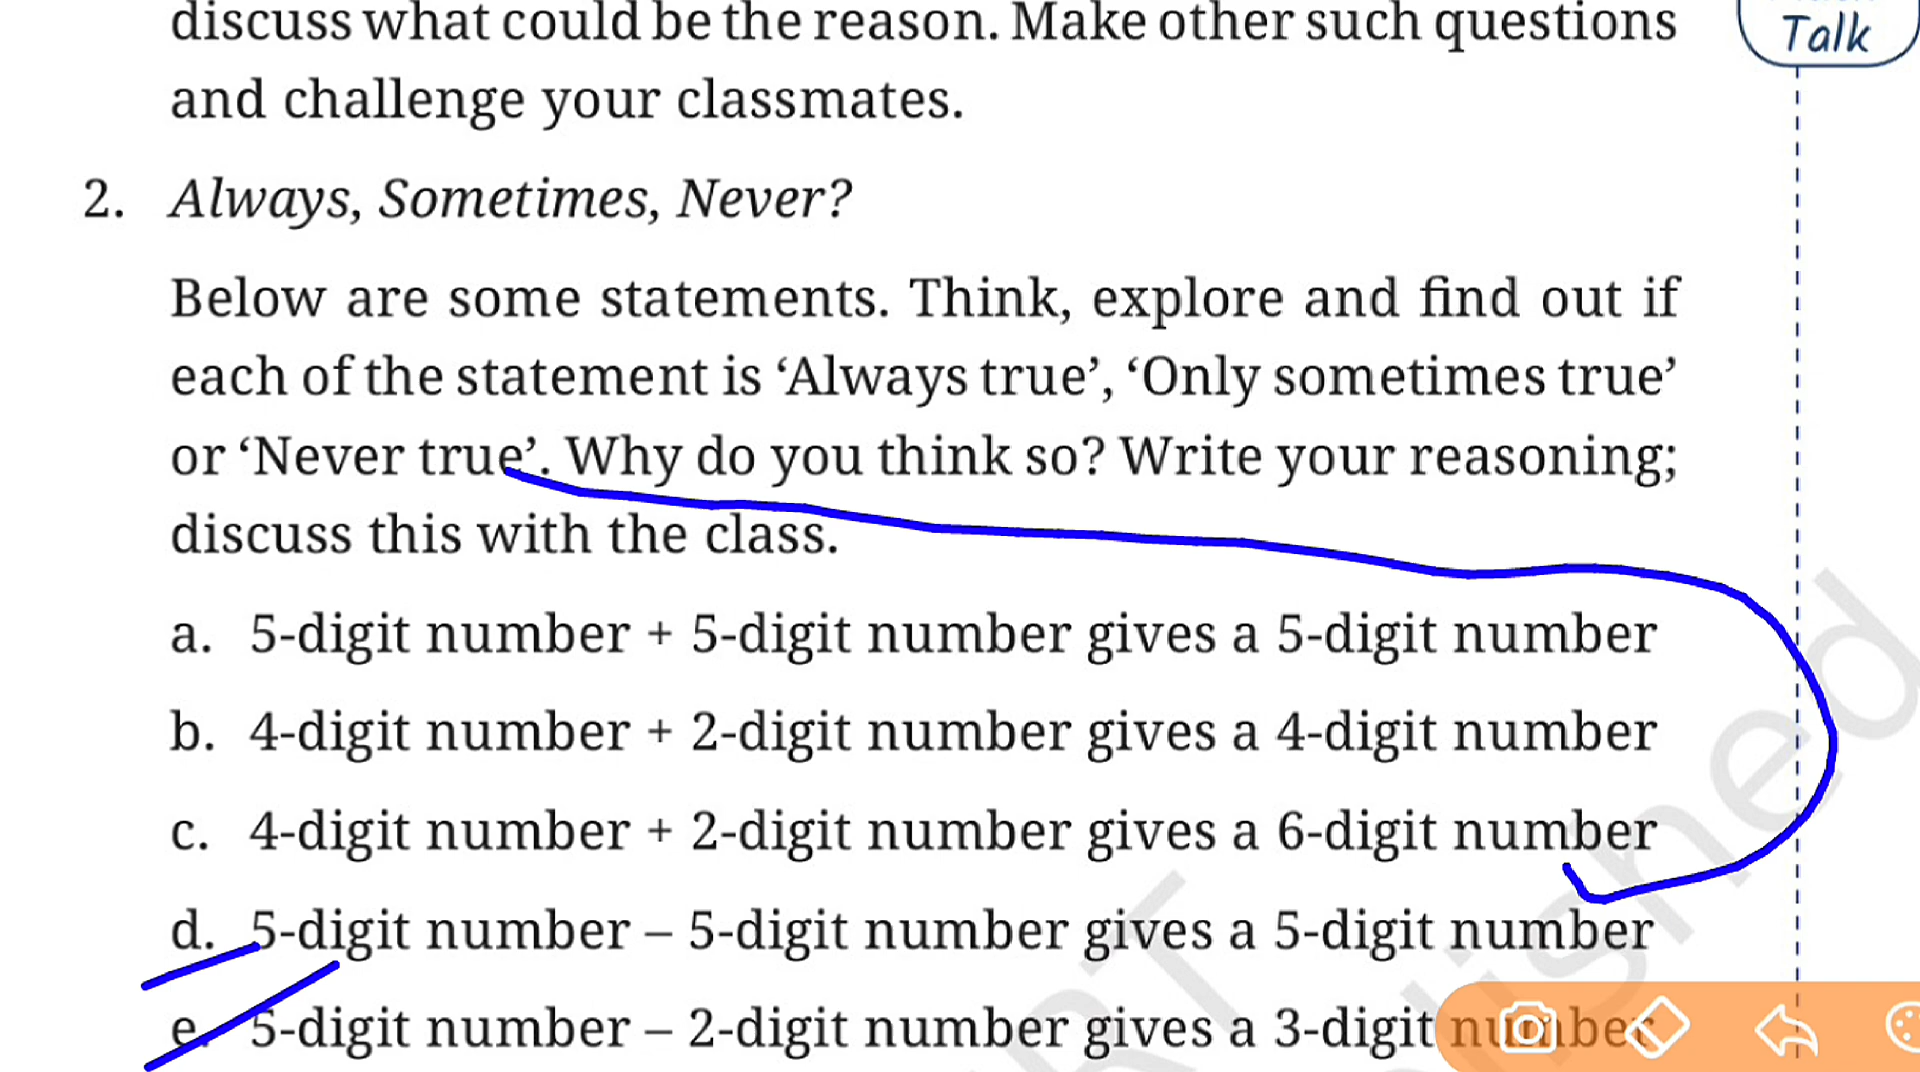 discuss what could be the reason. Make other such questions
Talk
and challenge your classmates.
2. Always, Sometimes, Never?
Below are some statements. Think, explore and find out if
each of the statement is ‘Always true’, ‘Only sometimes true’
or ‘Never true’. Why do you think so? Write your reasoning;
discuss this with the class.
a. 5-digit number + 5-digit number gives a 5-digit number
b. 4-digit number + 2-digit number gives a 4-digit number
c. 4-digit number + 2-digit number gives a 6-digit number
d. 5-digit number – 5-digit number gives a 5-digit number
e. 5-digit number – 2-digit number gives a 3-digit number